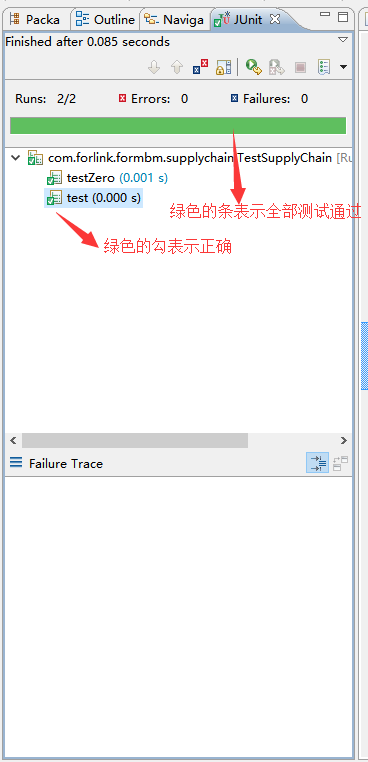 Packa Outline Naviga JUnit
Finished after 0.085 seconds
Runs: 2/2 Errors: 0 Failures: 0
com.forlink.formbm.supplychain.TestSupplyChain [Ru
testZero (0.001 s)
test (0.000 s)
绿色的条表示全部测试通过
绿色的勾表示正确
Failure Trace